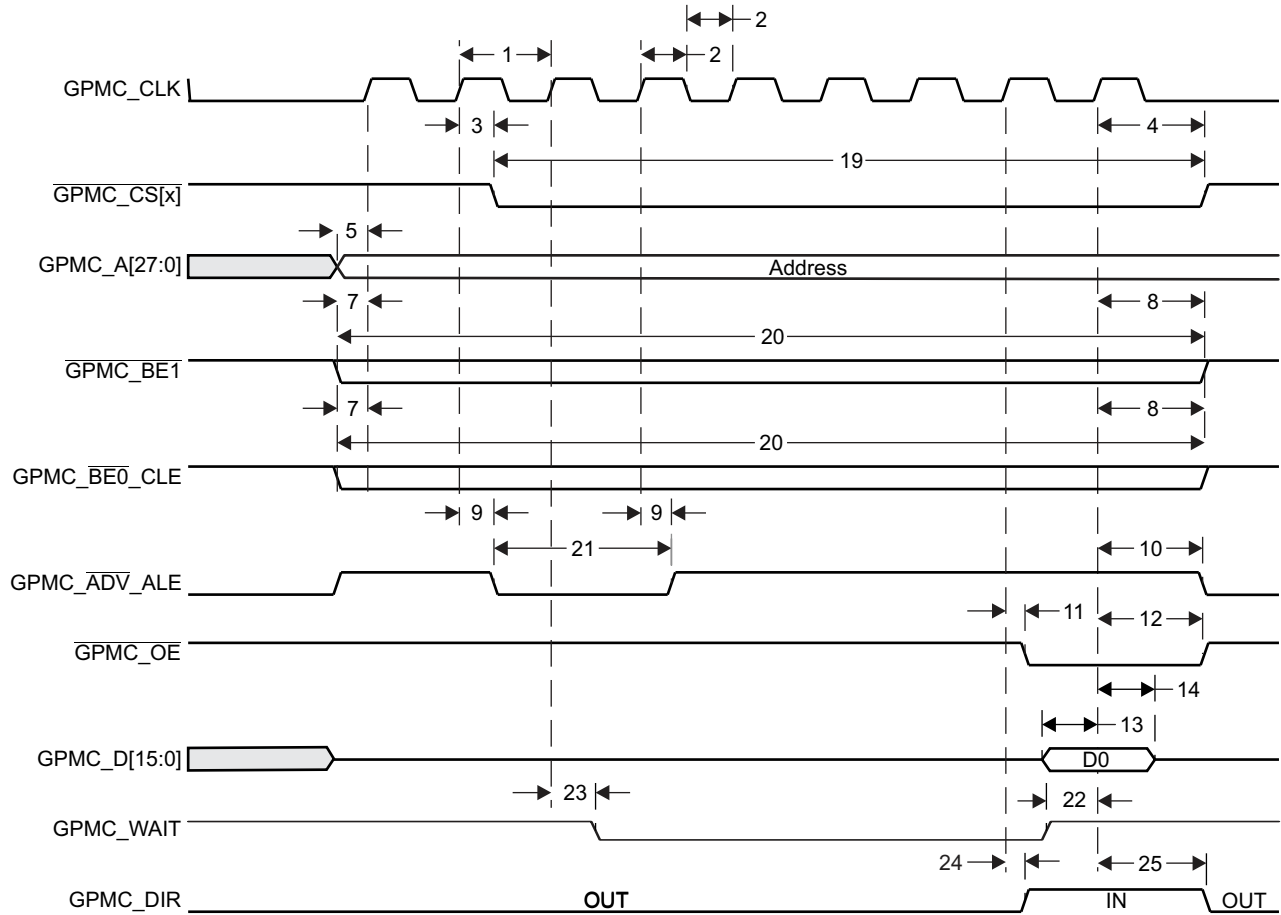 2
1
2
GPMC_CLK
3
4
19
GPMC_CS[x]
5
GPMC_A[27:0]
Address
7
8
20
GPMC_BE1
7
8
20
GPMC_BE0_CLE
9
9
21
10
GPMC_ADV_ALE
11
12
GPMC_OE
14
13
GPMC_D[15:0]
D0
23
22
GPMC_WAIT
24
25
GPMC_DIR
OUT
IN
OUT